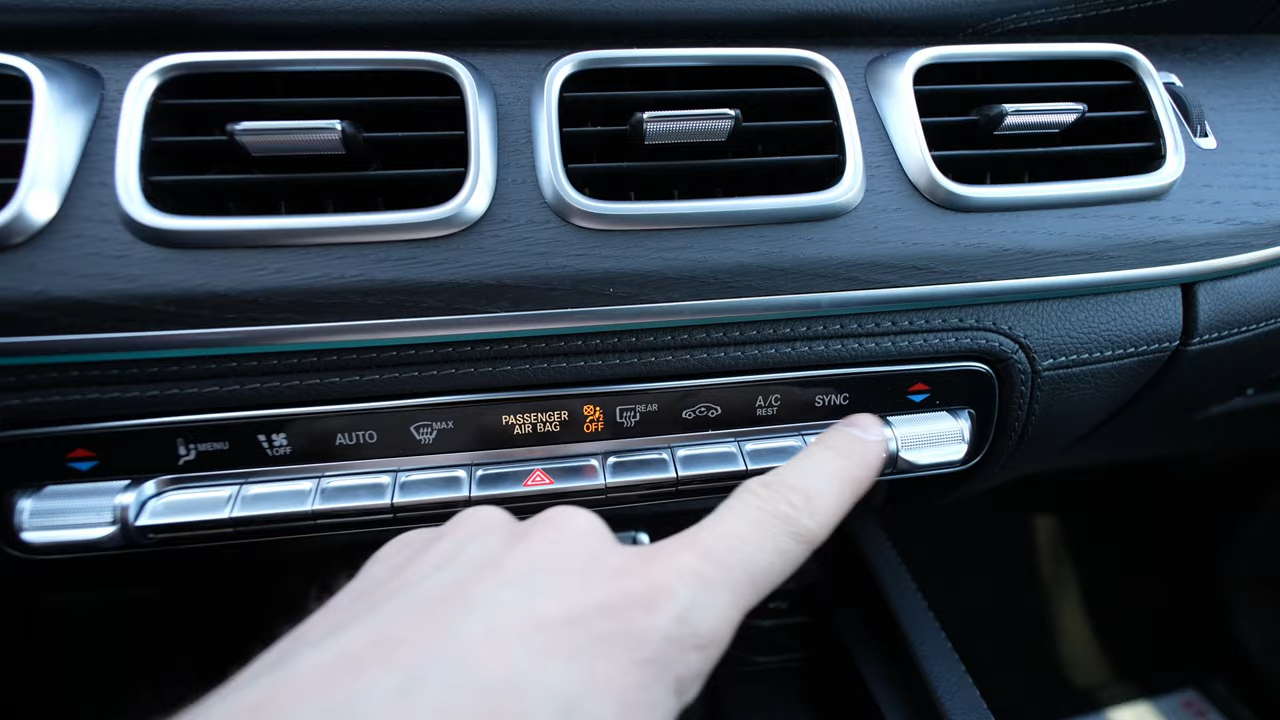 MENU
OFF
AUTO
MAX
PASSENGER
AIR BAG
OFF
REAR
A/C
REST
SYNC